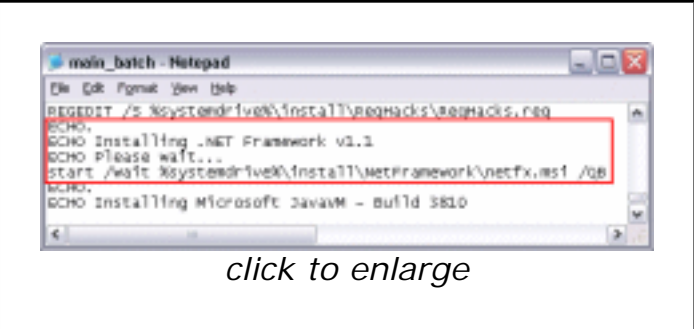 main_batch - Notepad
File Edit Format View Help
REGEDIT /S %systemdrive%\install\RegHacks\RegHacks.reg
ECHO.
ECHO Installing .NET Framework v1.1
ECHO Please wait...
start /wait %systemdrive%\install\NetFramework\netfx.msi /QB
ECHO.
ECHO Installing Microsoft JavaVM - Build 3810
click to enlarge